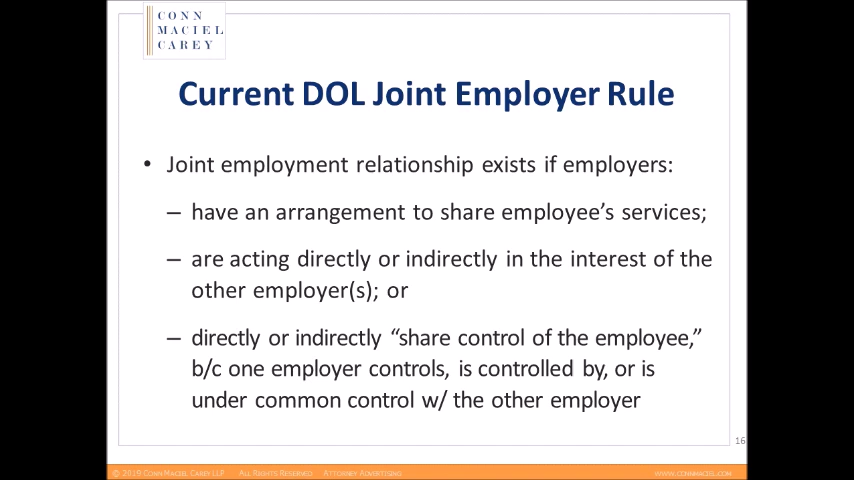 CONN
MACIEL
CAREY
Current DOL Joint Employer Rule
• Joint employment relationship exists if employers:
– have an arrangement to share employee’s services;
– are acting directly or indirectly in the interest of the
other employer(s); or
– directly or indirectly “share control of the employee,”
b/c one employer controls, is controlled by, or is
under common control w/ the other employer
16
© 2019 CONN MACIEL CAREY LLP ALL RIGHTS RESERVED ATTORNEY ADVERTISING WWW.CONNMACIEL.COM